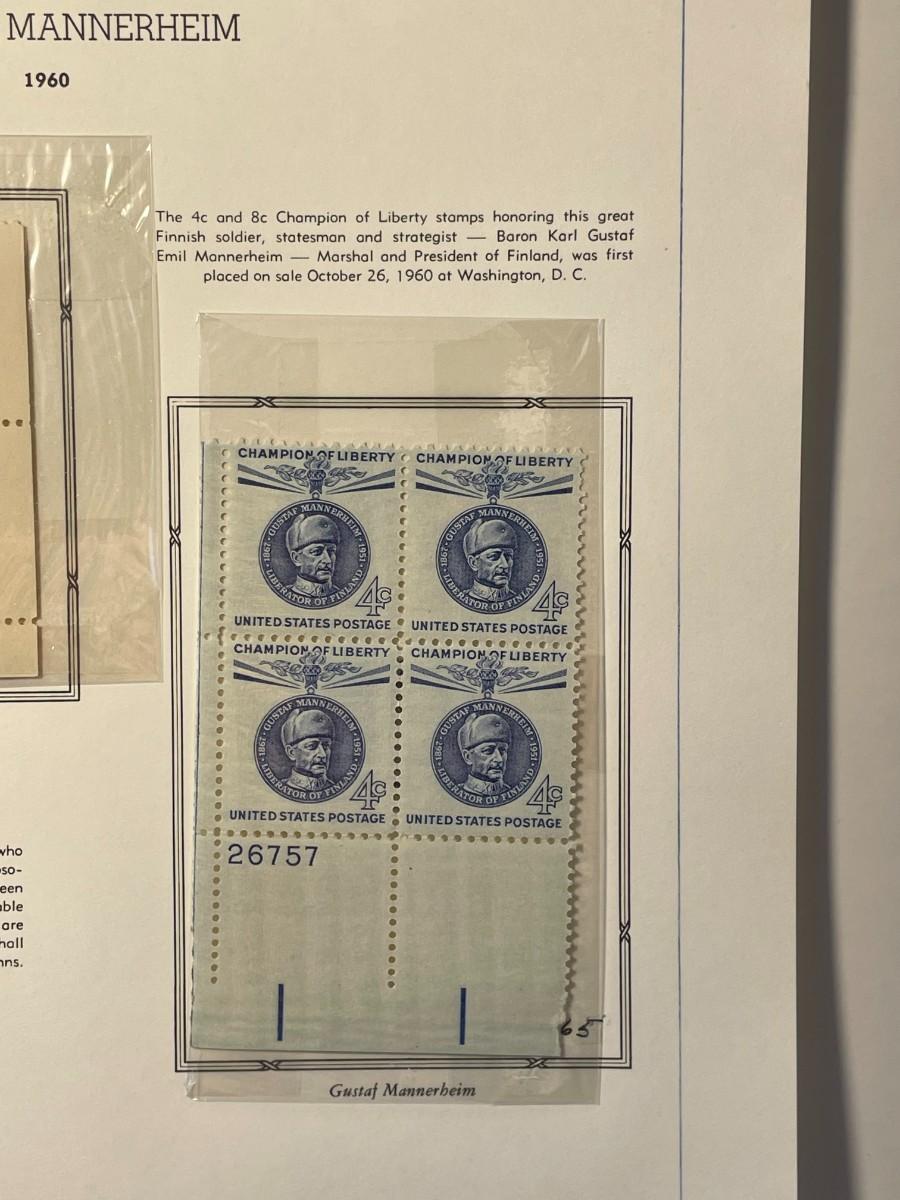 MANNERHEIM
1960
The 4c and 8c Champion of Liberty stamps honoring this great
Finnish soldier, statesman and strategist — Baron Karl Gustaf
Emil Mannerheim — Marshal and President of Finland, was first
placed on sale October 26, 1960 at Washington, D. C.
CHAMPION OF LIBERTY
GUSTAF MANNERHEIM
1867 · 1951
LIBERATOR OF FINLAND
4c
UNITED STATES POSTAGE
CHAMPION OF LIBERTY
GUSTAF MANNERHEIM
1867 · 1951
LIBERATOR OF FINLAND
4c
UNITED STATES POSTAGE
CHAMPION OF LIBERTY
GUSTAF MANNERHEIM
1867 · 1951
LIBERATOR OF FINLAND
4c
UNITED STATES POSTAGE
CHAMPION OF LIBERTY
GUSTAF MANNERHEIM
1867 · 1951
LIBERATOR OF FINLAND
4c
UNITED STATES POSTAGE
26757
65
Gustaf Mannerheim
who
een
able
are
hall